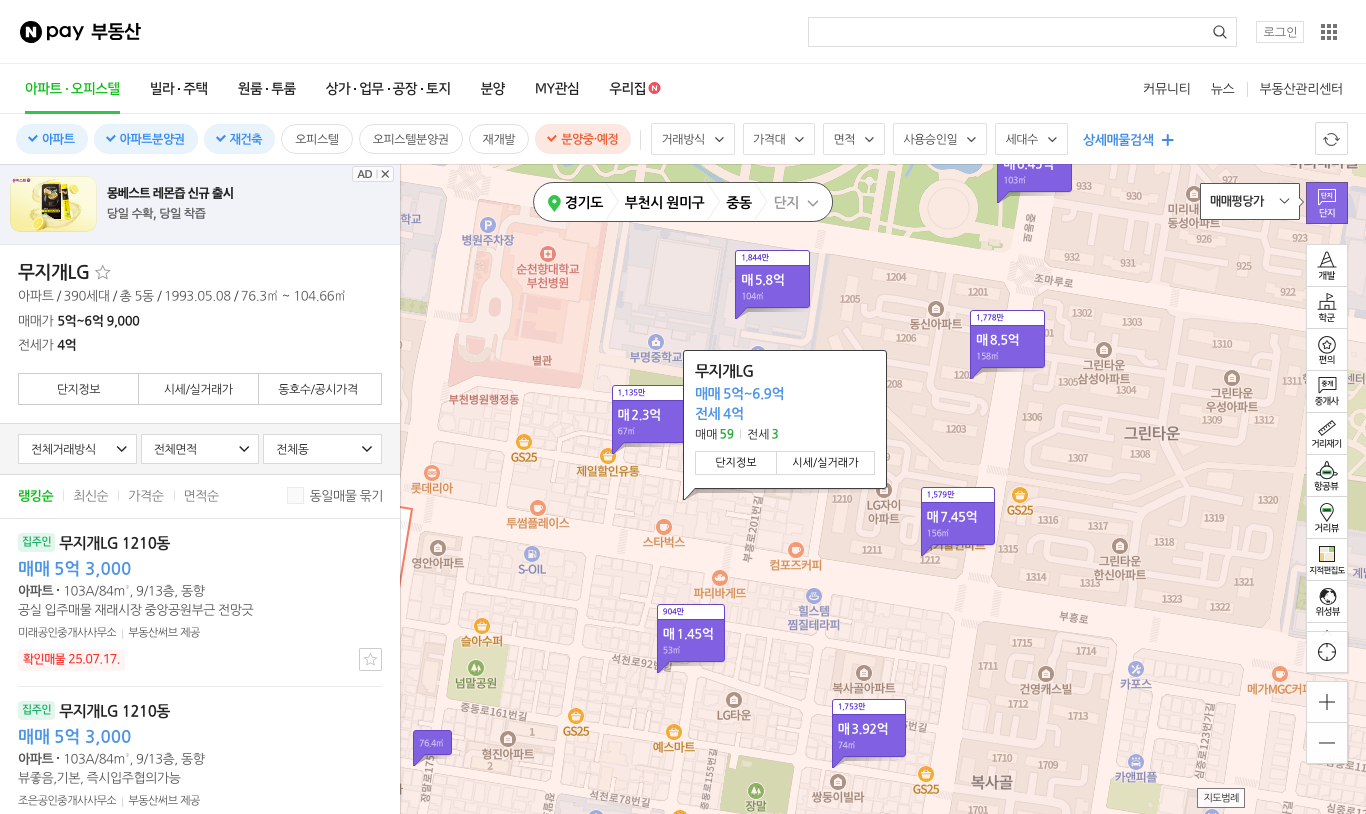 N pay 부동산
로그인
아파트·오피스텔 빌라·주택 원룸·투룸 상가·업무·공장·토지 분양 MY관심 우리집 N 커뮤니티 뉴스 부동산관리센터
아파트 아파트분양권 재건축 오피스텔 오피스텔분양권 재개발 분양중·예정 거래방식 가격대 면적 사용승인일 세대수 상세매물검색
AD
몽베스트 레몬즙 신규 출시
당일 수확, 당일 착즙
무지개LG
아파트 / 390세대 / 총 5동 / 1993.05.08 / 76.3㎡ ~ 104.66㎡
매매가 5억~6억 9,000
전세가 4억
단지정보 시세/실거래가 동호수/공시가격
전체거래방식 전체면적 전체동
랭킹순 최신순 가격순 면적순 동일매물 묶기
집주인 무지개LG 1210동
매매 5억 3,000
아파트 · 103A/84㎡, 9/13층, 동향
공실 입주매물 재래시장 중앙공원부근 전망굿
미래공인중개사사무소 부동산써브 제공
확인매물 25.07.17.
집주인 무지개LG 1210동
매매 5억 3,000
아파트 · 103A/84㎡, 9/13층, 동향
뷰좋음,기본, 즉시입주협의가능
조은공인중개사사무소 부동산써브 제공
경기도 부천시 원미구 중동 단지
매매평당가
단지
단지
개발
학군
편의
중개
중개사
거리재기
항공뷰
거리뷰
지적편집도
위성뷰
지도범례
103㎡
미리내
동성아파트
922
923
926
925
932
931
930
929
조마루로
학교
병원주차장
순천향대학교
부천병원
별관
부천병원행정동
부명중학교
1,844만
매 5.8억
104㎡
1204
1205
1201
1206
동신아파트
1,778만
매 8.5억
158㎡
1302
1301
1303
그린타운
삼성아파트
1305
1304
1306
1311
그린타운
우성아파트
그린타운
1308
1,135만
매 2.3억
67㎡
무지개LG
매매 5억~6.9억
전세 4억
매매 59 전세 3
단지정보 시세/실거래가
GS25
제일할인유통
롯데리아
투썸플레이스
스타벅스
부흥로201번길
컴포즈커피
영안아파트
S-OIL
파리바게뜨
힐스템
찜질테라피
1210
LG자이
아파트
1211
1212
1,579만
매 7.45억
156㎡
GS25
1316
1317
1320
1319
1318
1315
그린타운
한신아파트
1314
1313
1323
1322
1321
부흥로
904만
매 1.45억
53㎡
슬아수퍼
넘말공원
석천로92번길
중동로161번길
GS25
예스마트
LG타운
복사골아파트
1,753만
매 3.92억
74㎡
76.4㎡
형진아파트
1
2
석천로78번길
장말
쌍둥이빌라
GS25
1715
1714
1711
1712
1713
건영캐스빌
카포스
메가MGC커피
1710
1709
복사골
1701
1702
1703
카앤피플